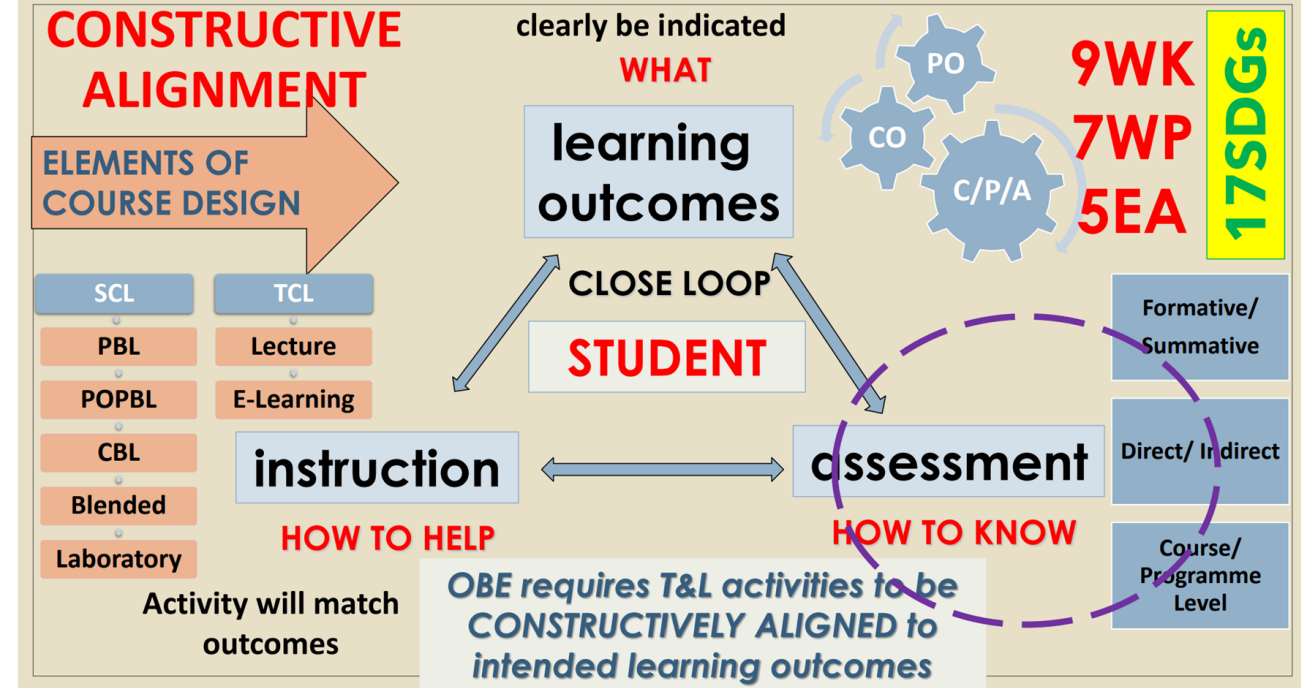 CONSTRUCTIVE
ALIGNMENT
ELEMENTS OF
COURSE DESIGN
clearly be indicated
WHAT
learning
outcomes
PO
CO
C/P/A
9WK
7WP
5EA
17SDGs
SCL
PBL
POPBL
CBL
Blended
Laboratory
TCL
Lecture
E-Learning
CLOSE LOOP
STUDENT
instruction
HOW TO HELP
Activity will match
outcomes
assessment
HOW TO KNOW
Formative/
Summative
Direct/ Indirect
Course/
Programme
Level
OBE requires T&L activities to be
CONSTRUCTIVELY ALIGNED to
intended learning outcomes